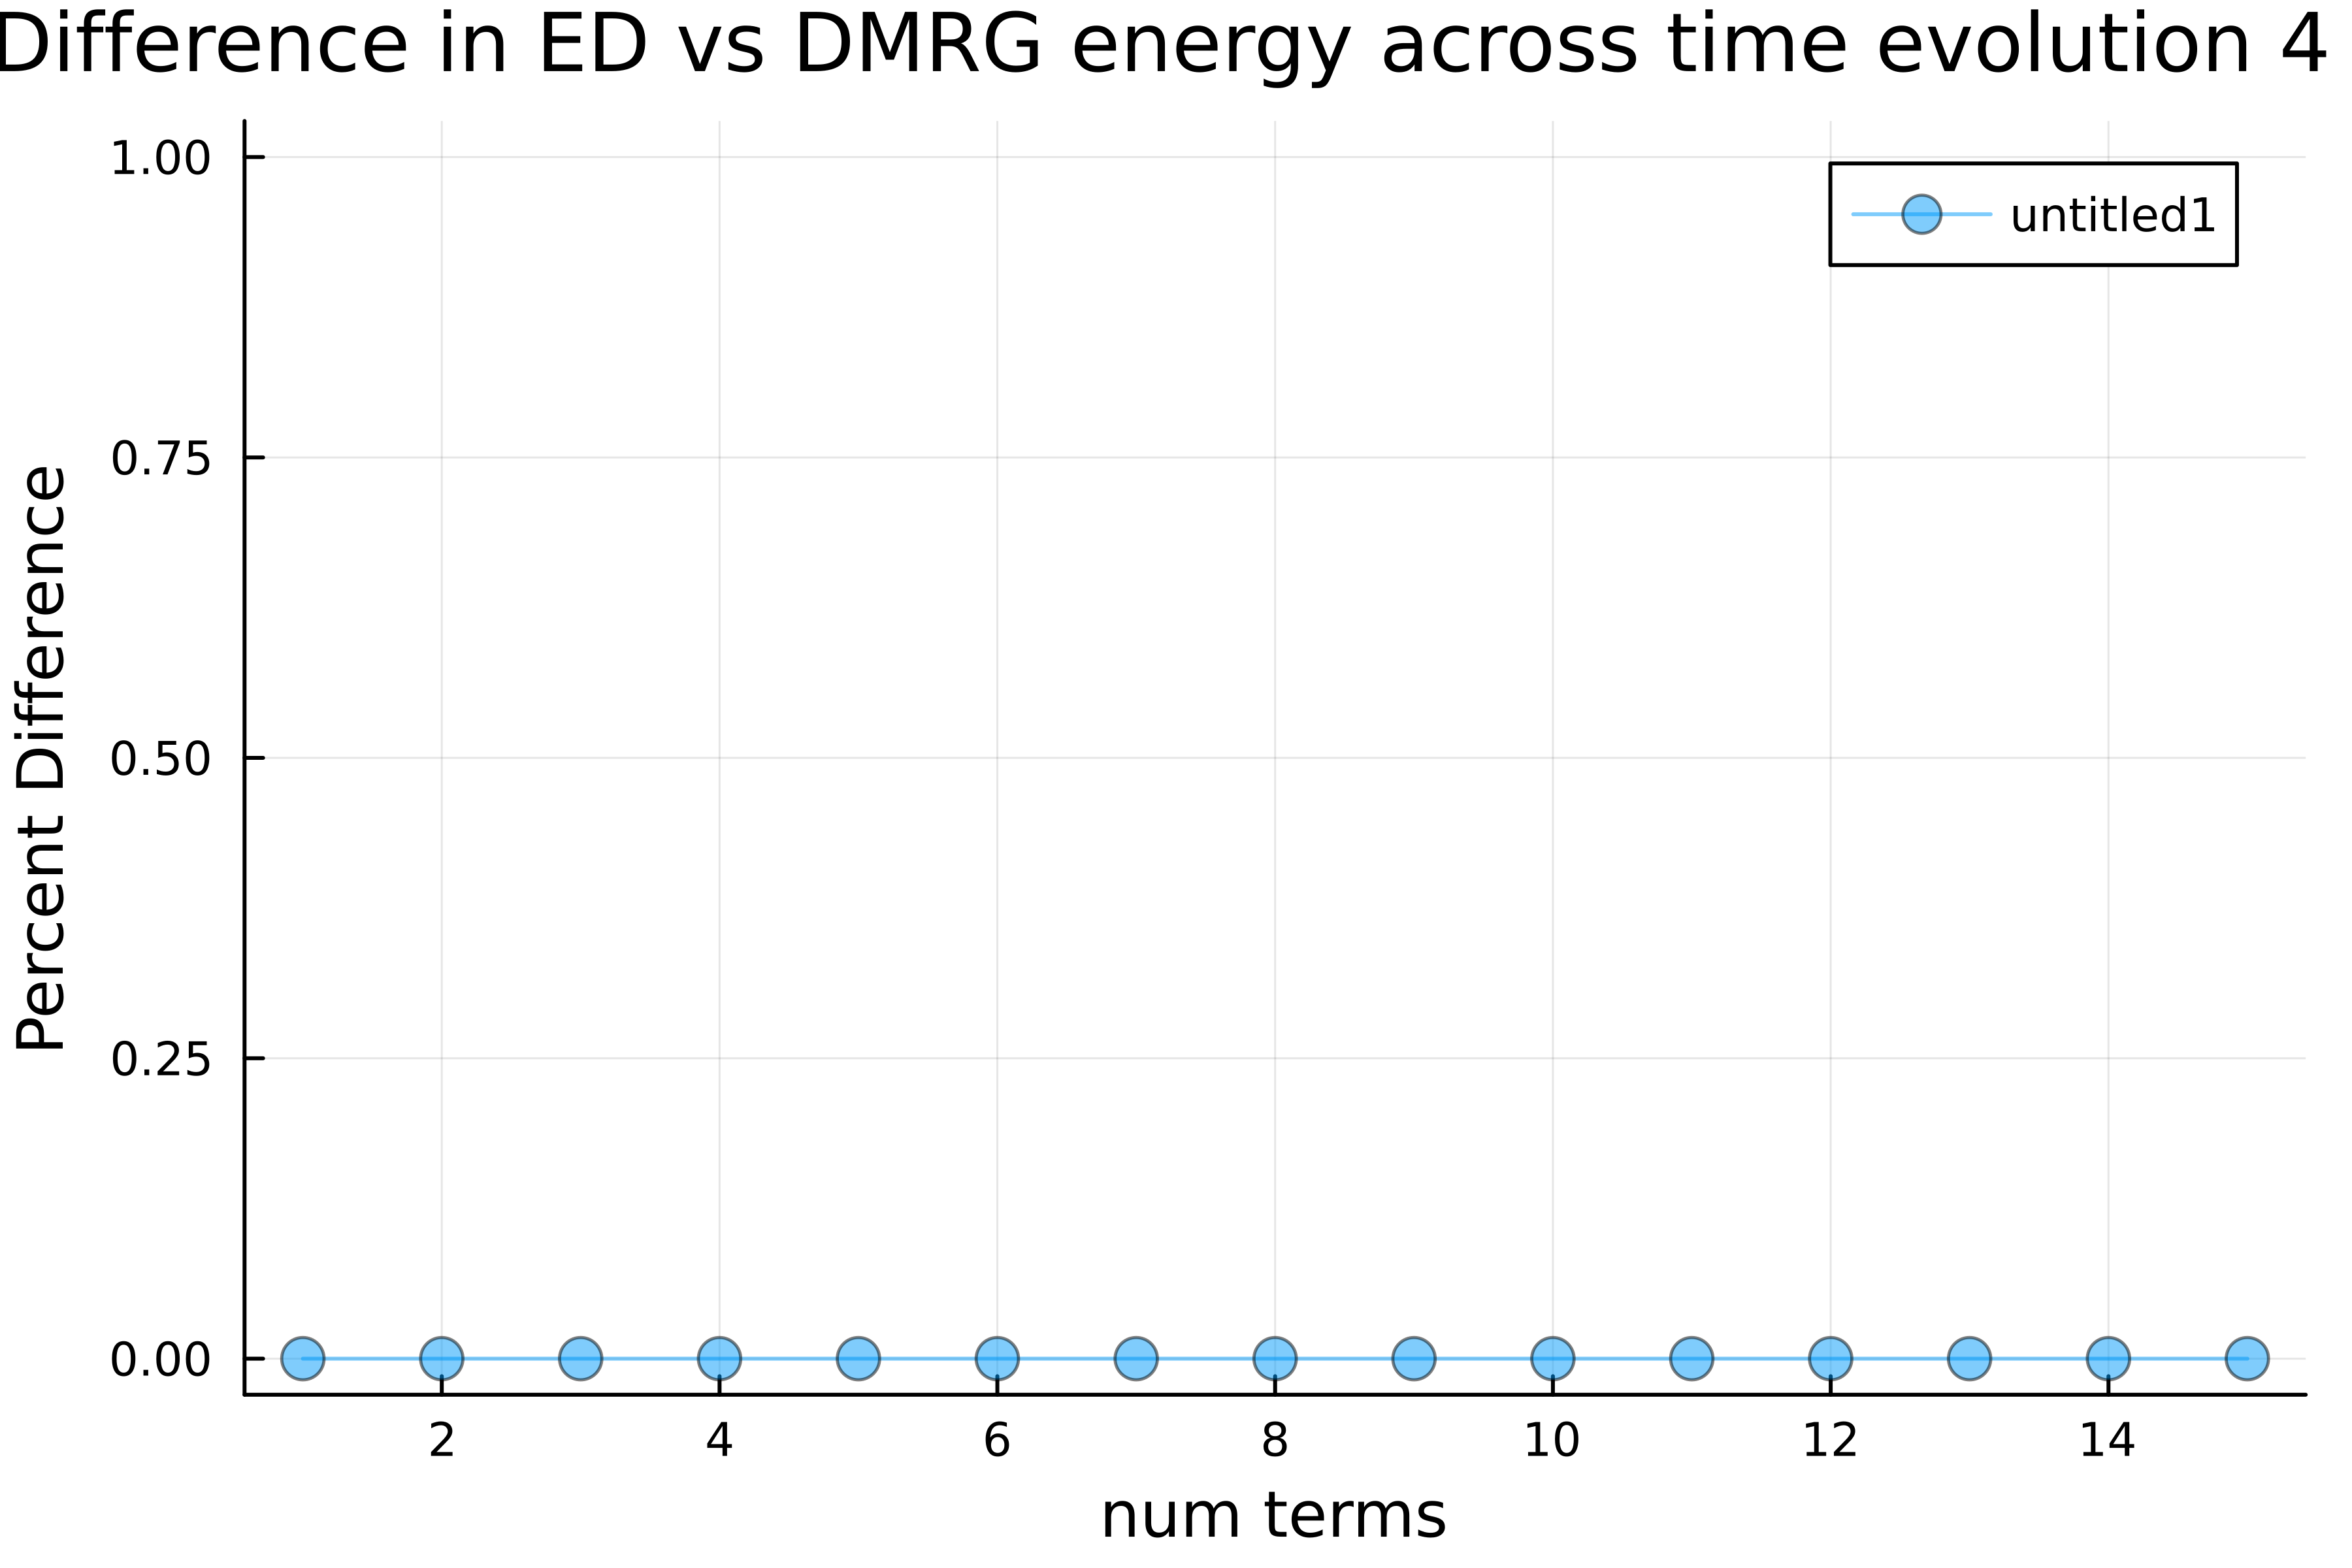 Difference in ED vs DMRG energy across time evolution 4
1.00
untitled1
0.75
Percent Difference
0.50
0.25
0.00
2 4 6 8 10 12 14
num terms